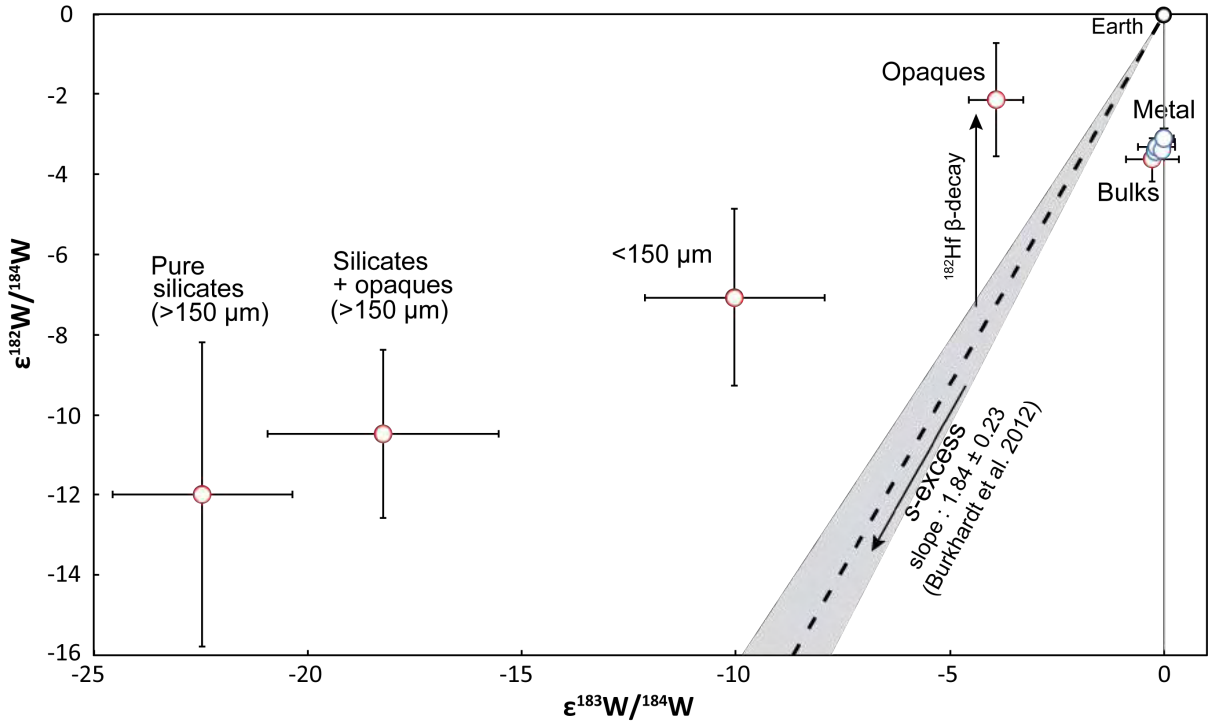 0
-2
-4
-6
-8
-10
-12
-14
-16
ε¹⁸²W/¹⁸⁴W
Earth
Opaques
Metal
Bulks
¹⁸²Hf β-decay
<150 µm
Silicates
+ opaques
(>150 µm)
Pure
silicates
(>150 µm)
s-excess
slope : 1.84 ± 0.23
(Burkhardt et al. 2012)
-25
-20
-15
-10
-5
0
ε¹⁸³W/¹⁸⁴W